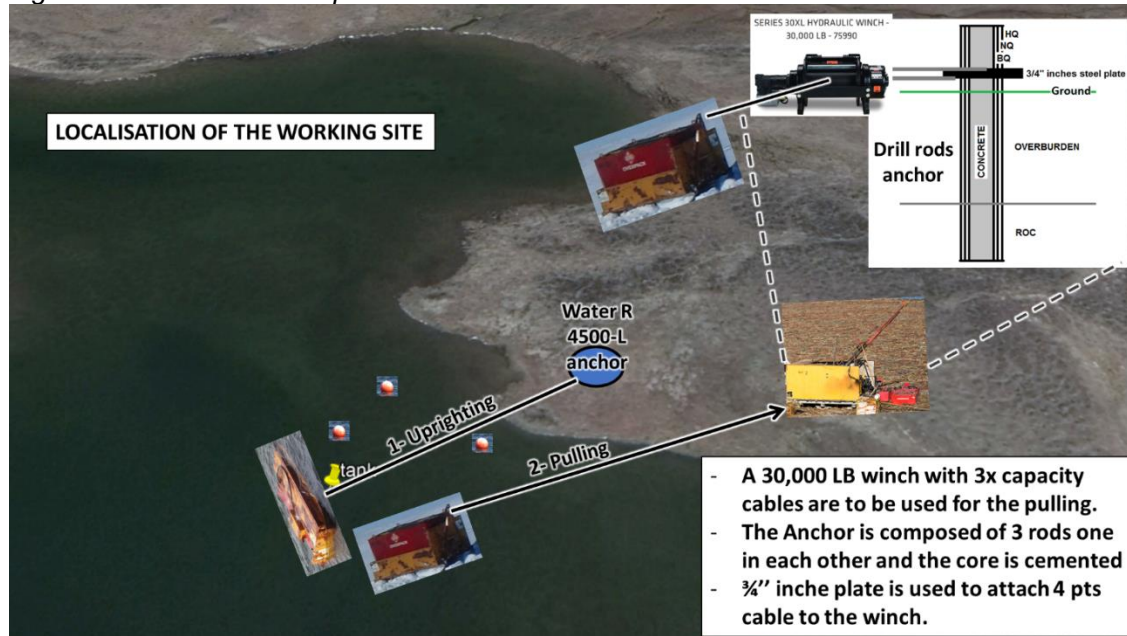 SERIES 30XL HYDRAULIC WINCH -
30,000 LB - 75990
HQ
NQ
BQ
3/4" inches steel plate
Ground
LOCALISATION OF THE WORKING SITE
Drill rods
anchor
CONCRETE
OVERBURDEN
ROC
Water R
4500-L
anchor
1- Uprighting
2- Pulling
- A 30,000 LB winch with 3x capacity
cables are to be used for the pulling.
- The Anchor is composed of 3 rods one
in each other and the core is cemented
- ¾’’ inche plate is used to attach 4 pts
cable to the winch.